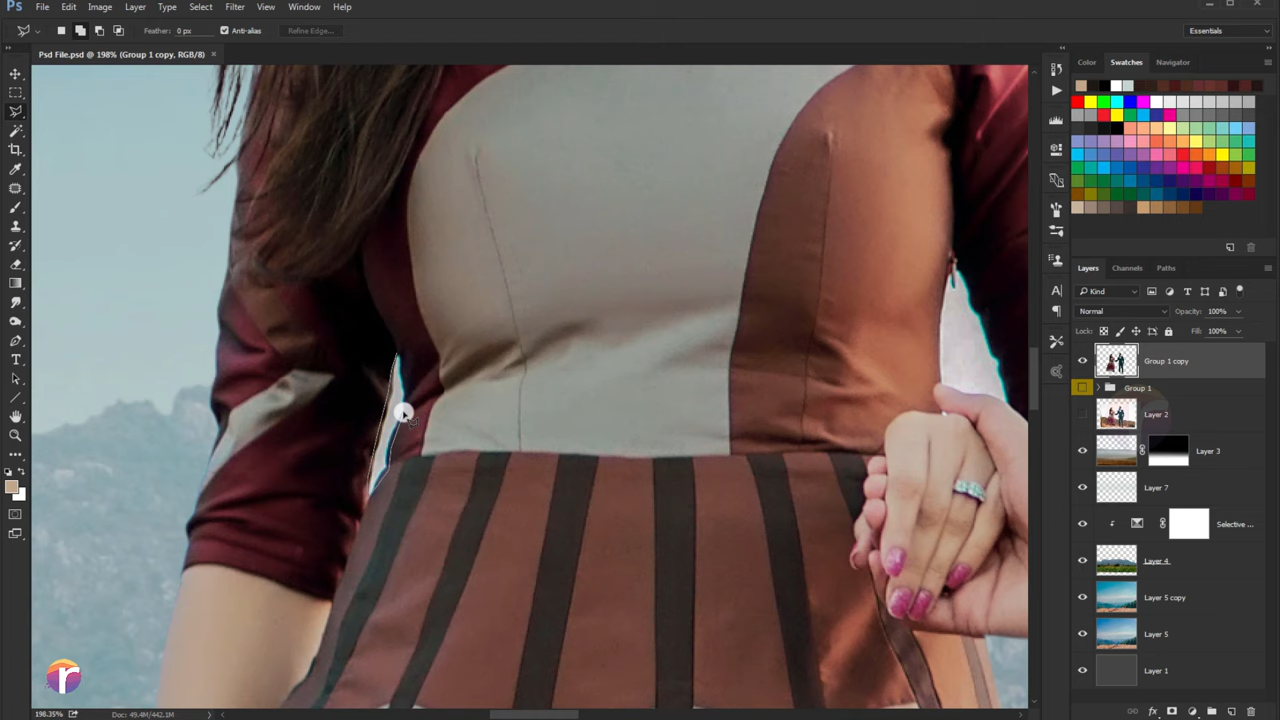 Ps File Edit Image Layer Type Select Filter View Window Help
Feather: 0 px Anti-alias Refine Edge... Essentials
Psd File.psd @ 198% (Group 1 copy, RGB/8) ×
Color Swatches Navigator
Layers Channels Paths
Kind
Normal Opacity: 100%
Lock: Fill: 100%
Group 1 copy
Group 1
Layer 2
Layer 3
Layer 7
Selective ...
Layer 4
Layer 5 copy
Layer 5
Layer 1
r
198.35% Doc: 49.4M/442.1M